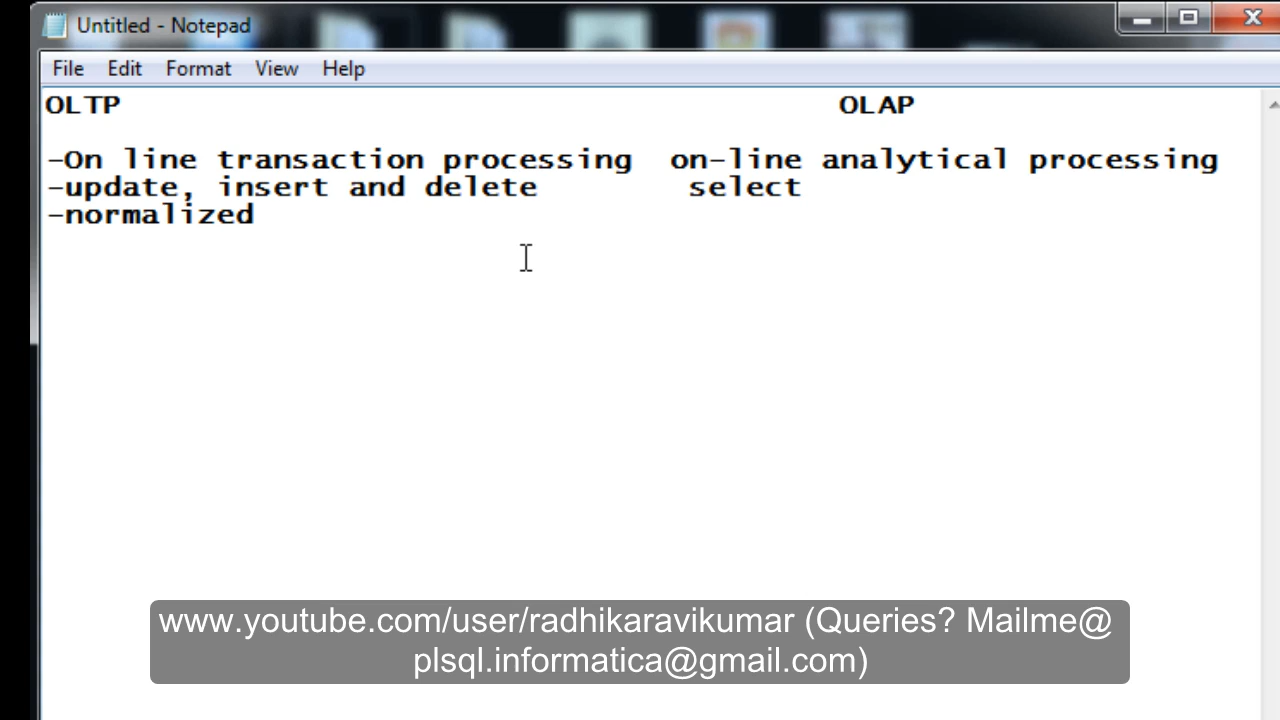 Untitled - Notepad
File Edit Format View Help
OLTP OLAP
-On line transaction processing on-line analytical processing
-update, insert and delete select
-normalized
www.youtube.com/user/radhikaravikumar (Queries? Mailme@
plsql.informatica@gmail.com)